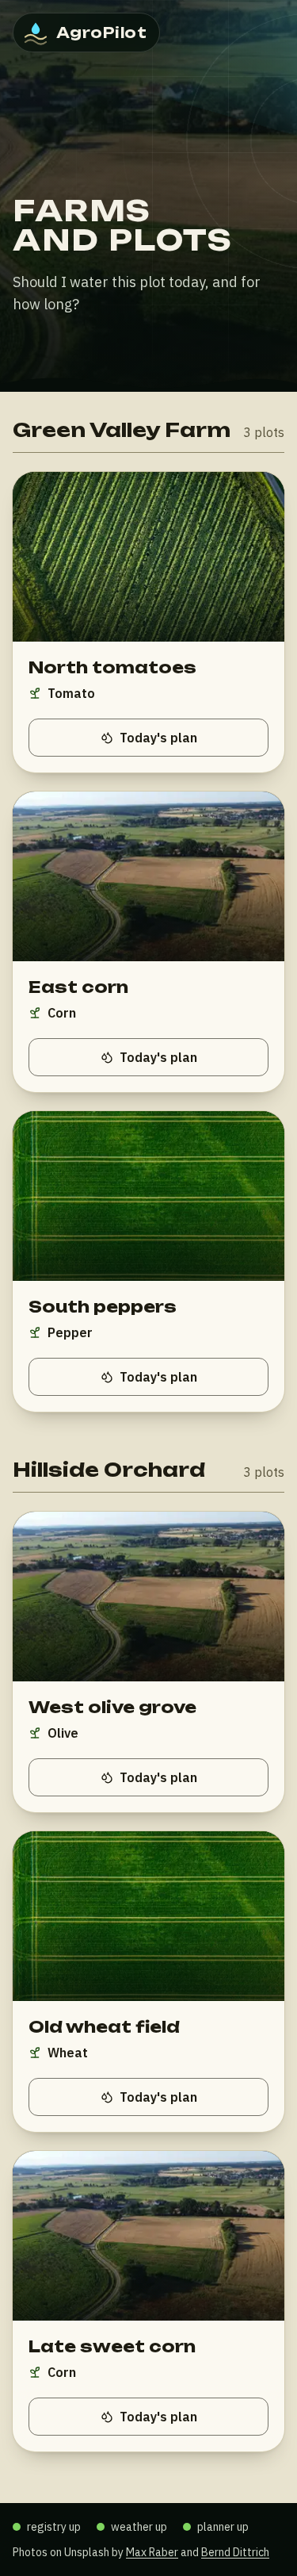 AgroPilot
FARMS
AND PLOTS
Should I water this plot today, and for
how long?
Green Valley Farm 3 plots
North tomatoes
Tomato
Today's plan
East corn
Corn
Today's plan
South peppers
Pepper
Today's plan
Hillside Orchard 3 plots
West olive grove
Olive
Today's plan
Old wheat field
Wheat
Today's plan
Late sweet corn
Corn
Today's plan
registry up weather up planner up
Photos on Unsplash by Max Raber and Bernd Dittrich